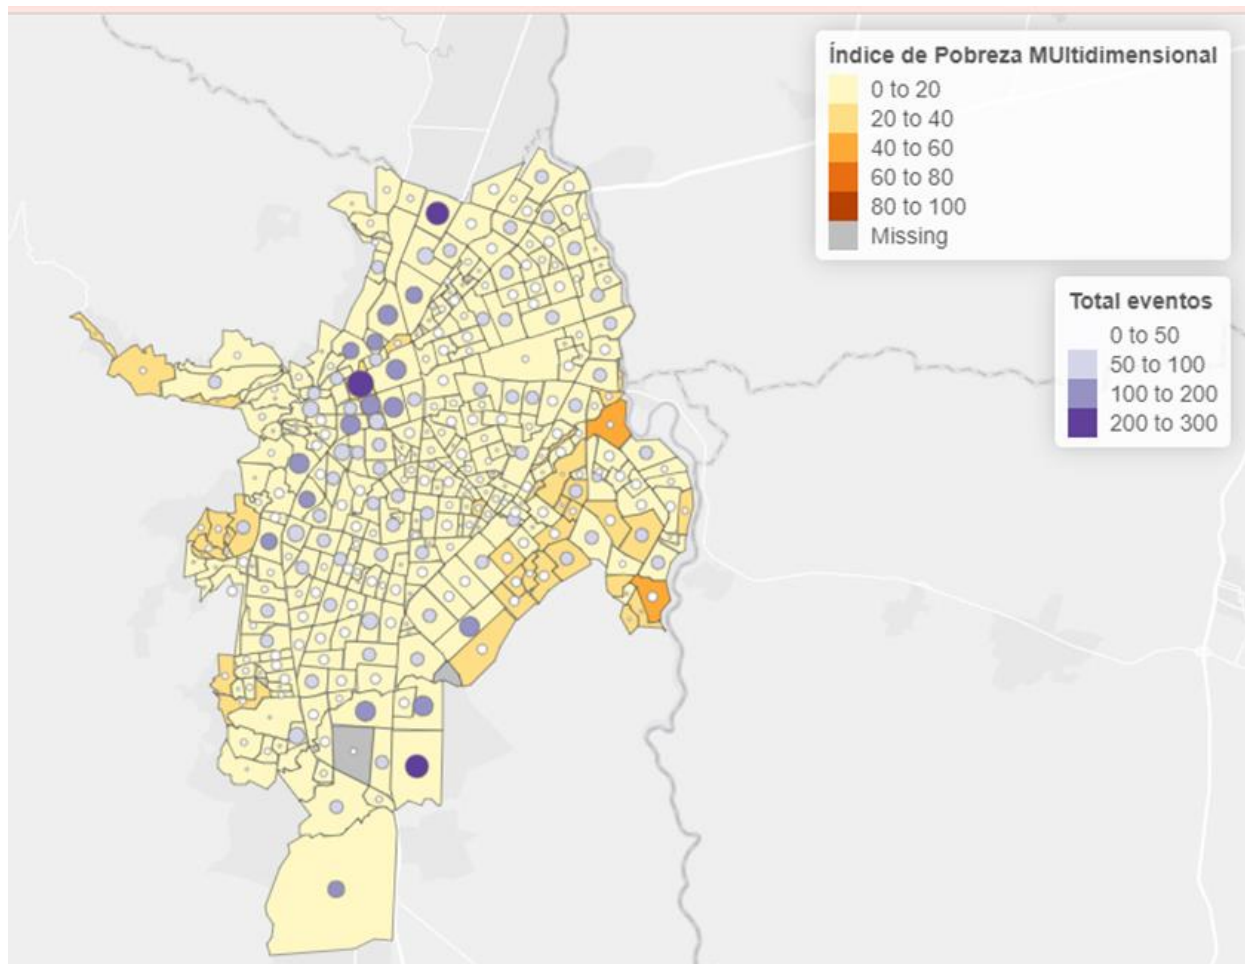 Índice de Pobreza MUltidimensional
0 to 20
20 to 40
40 to 60
60 to 80
80 to 100
Missing
Total eventos
0 to 50
50 to 100
100 to 200
200 to 300